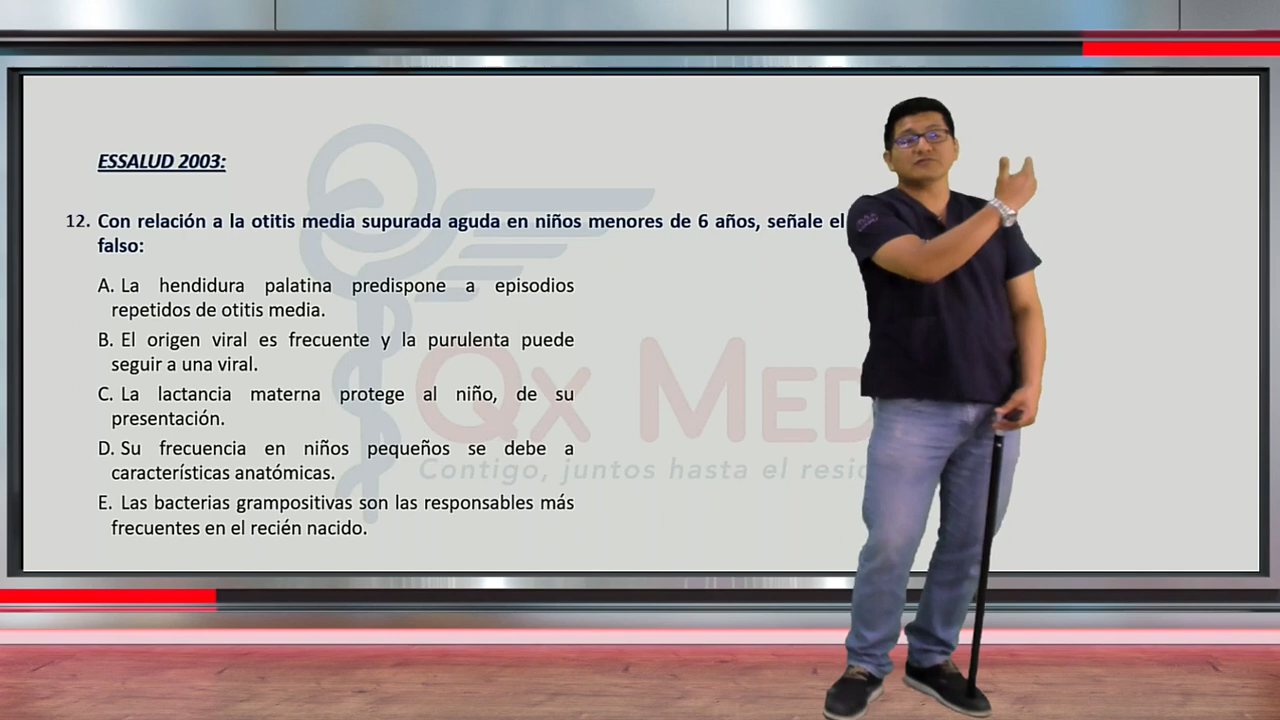 ESSALUD 2003:
12. Con relación a la otitis media supurada aguda en niños menores de 6 años, señale el
falso:
A. La hendidura palatina predispone a episodios
repetidos de otitis media.
B. El origen viral es frecuente y la purulenta puede
seguir a una viral.
C. La lactancia materna protege al niño, de su
presentación.
D. Su frecuencia en niños pequeños se debe a
características anatómicas.
E. Las bacterias grampositivas son las responsables más
frecuentes en el recién nacido.
Qx MED
Contigo, juntos hasta el resi